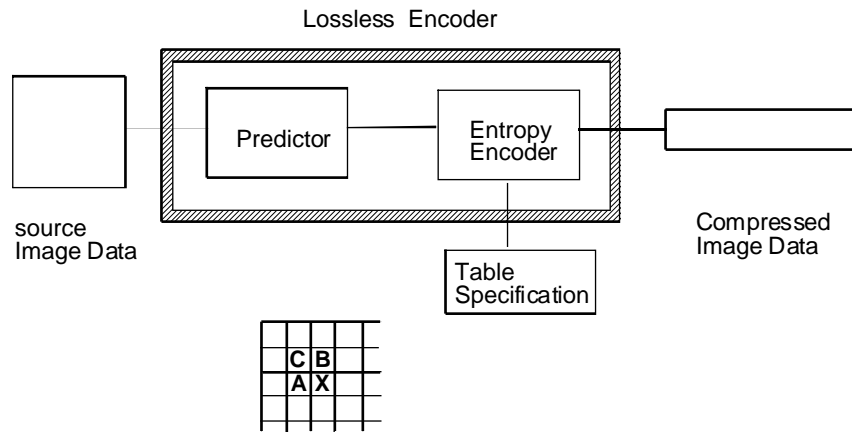 Lossless Encoder
Predictor
Entropy
Encoder
source
Image Data
Compressed
Image Data
Table
Specification
C B
A X